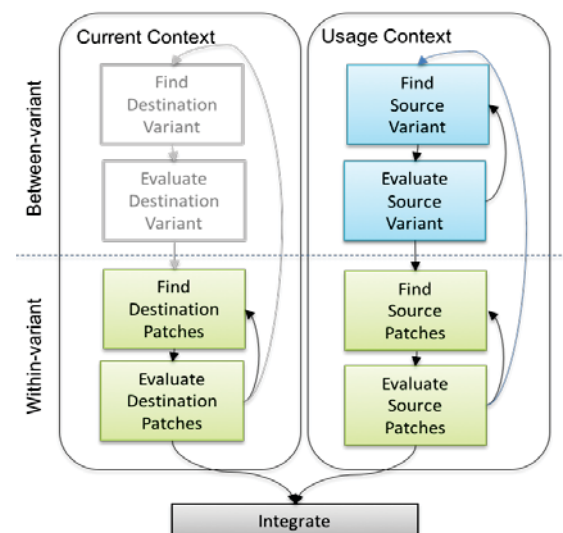 Current Context
Usage Context
Between-variant
Find
Destination
Variant
Find
Source
Variant
Evaluate
Destination
Variant
Evaluate
Source
Variant
Within-variant
Find
Destination
Patches
Find
Source
Patches
Evaluate
Destination
Patches
Evaluate
Source
Patches
Integrate